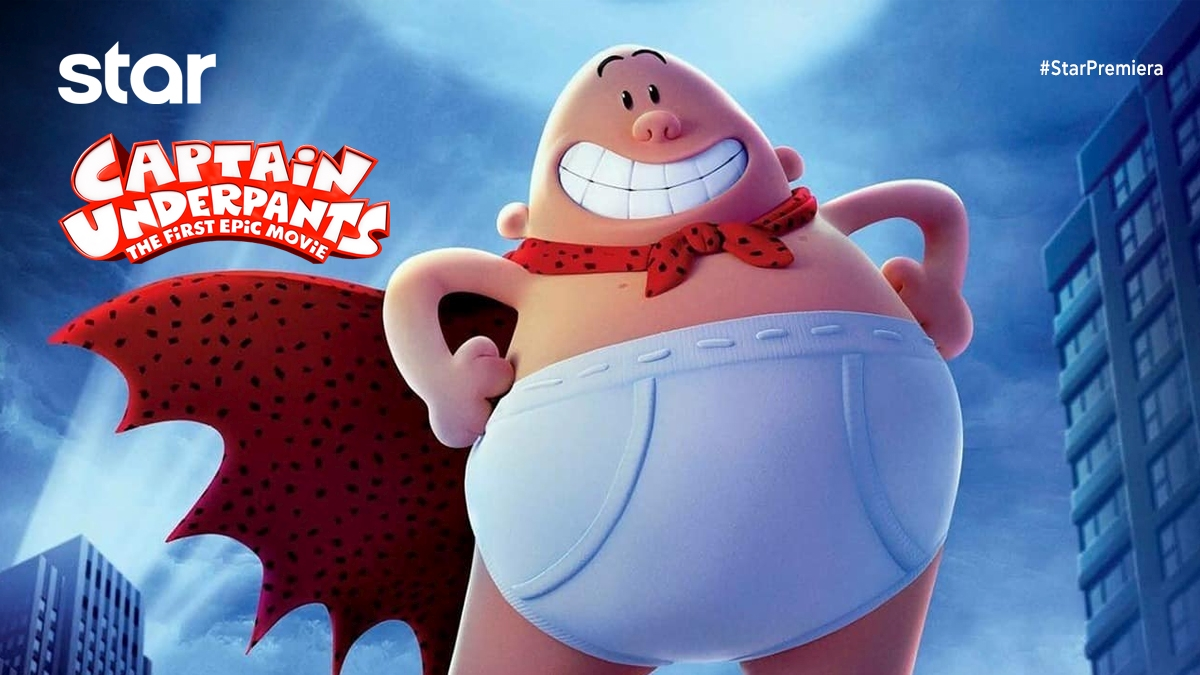 star
#StarPremiera
CAPTAIN
UNDERPANTS
THE FIRST EPIC MOVIE